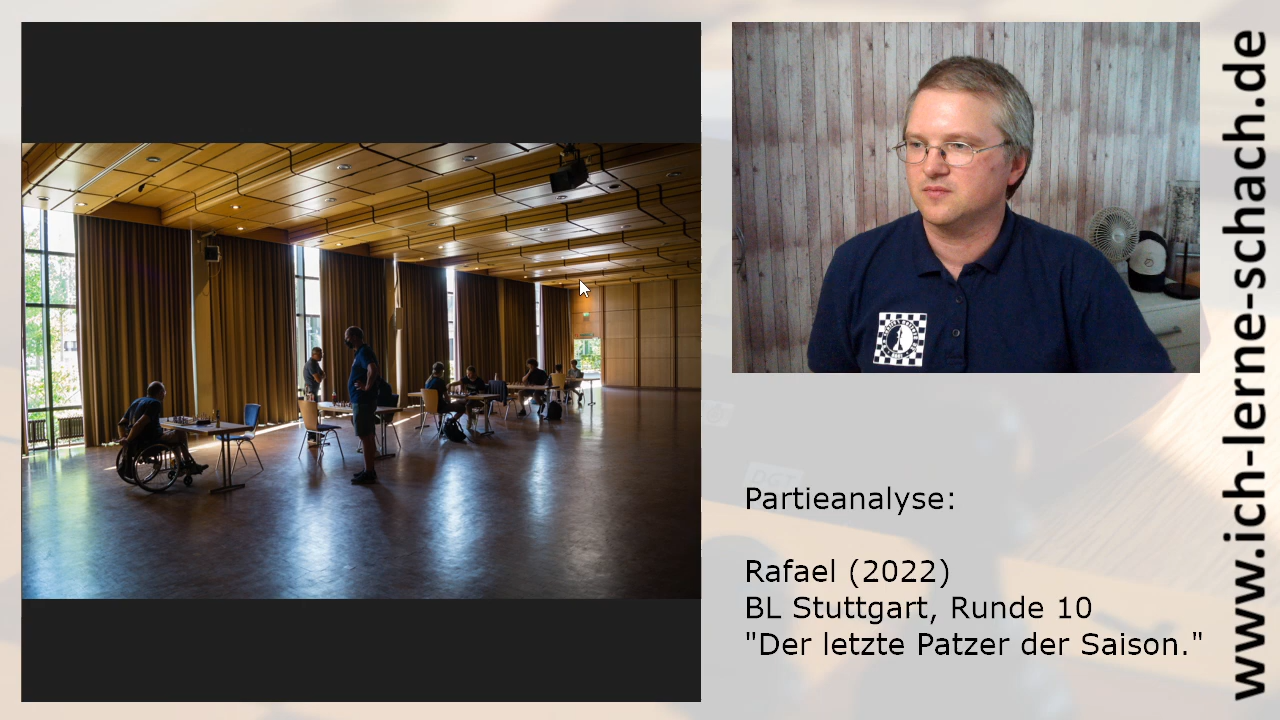 Partieanalyse:
Rafael (2022)
BL Stuttgart, Runde 10
"Der letzte Patzer der Saison."
www.ich-lerne-schach.de